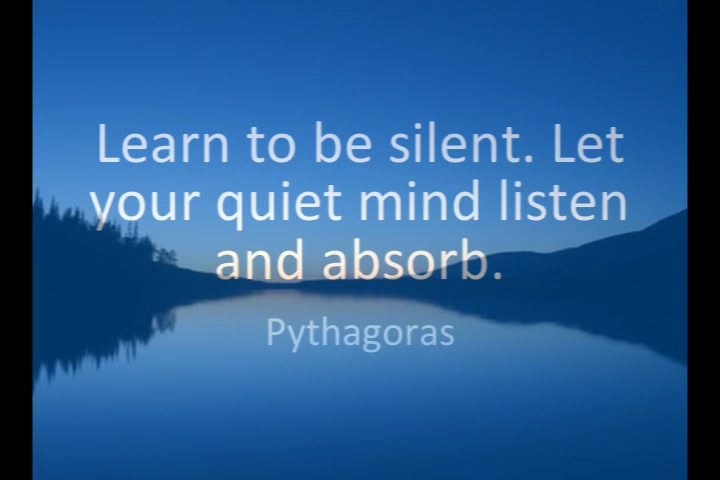 Learn to be silent. Let
your quiet mind listen
and absorb.
Pythagoras